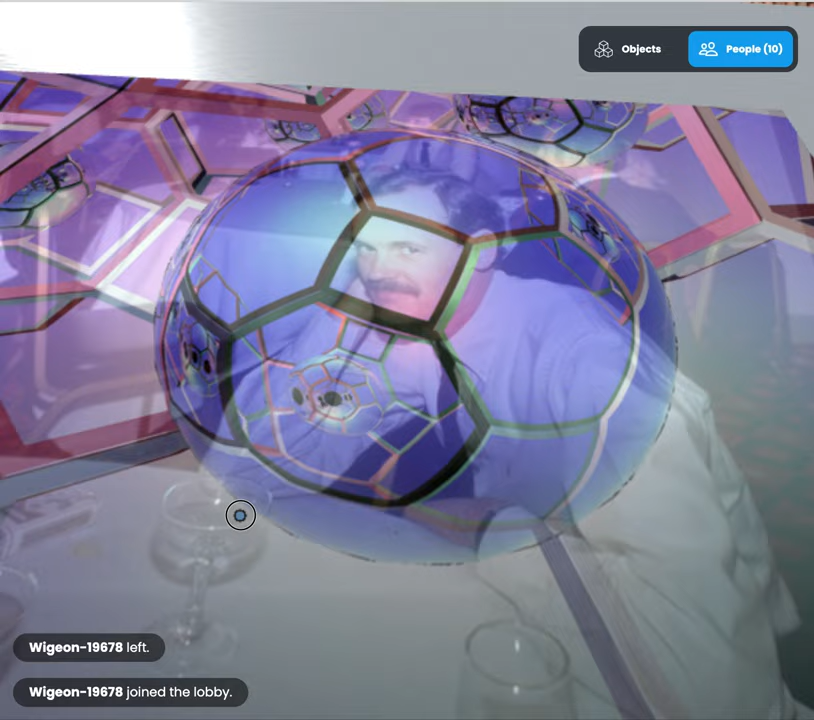 Objects
People (10)
Wigeon-19678 left.
Wigeon-19678 joined the lobby.